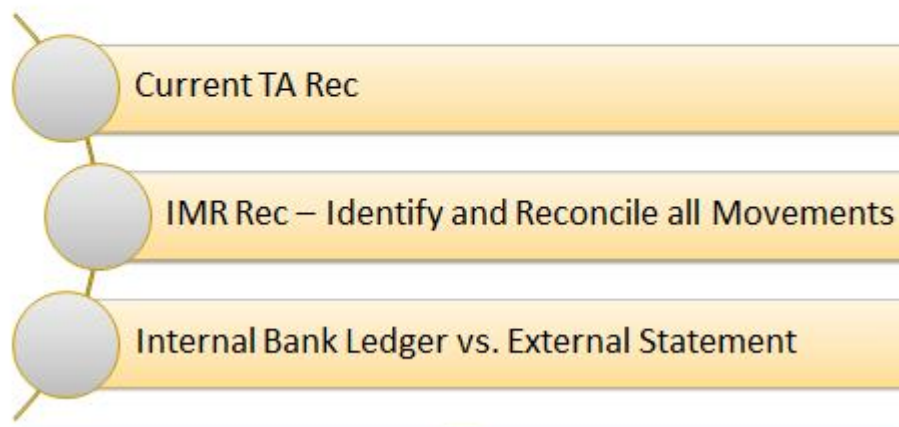 Current TA Rec
IMR Rec – Identify and Reconcile all Movements
Internal Bank Ledger vs. External Statement